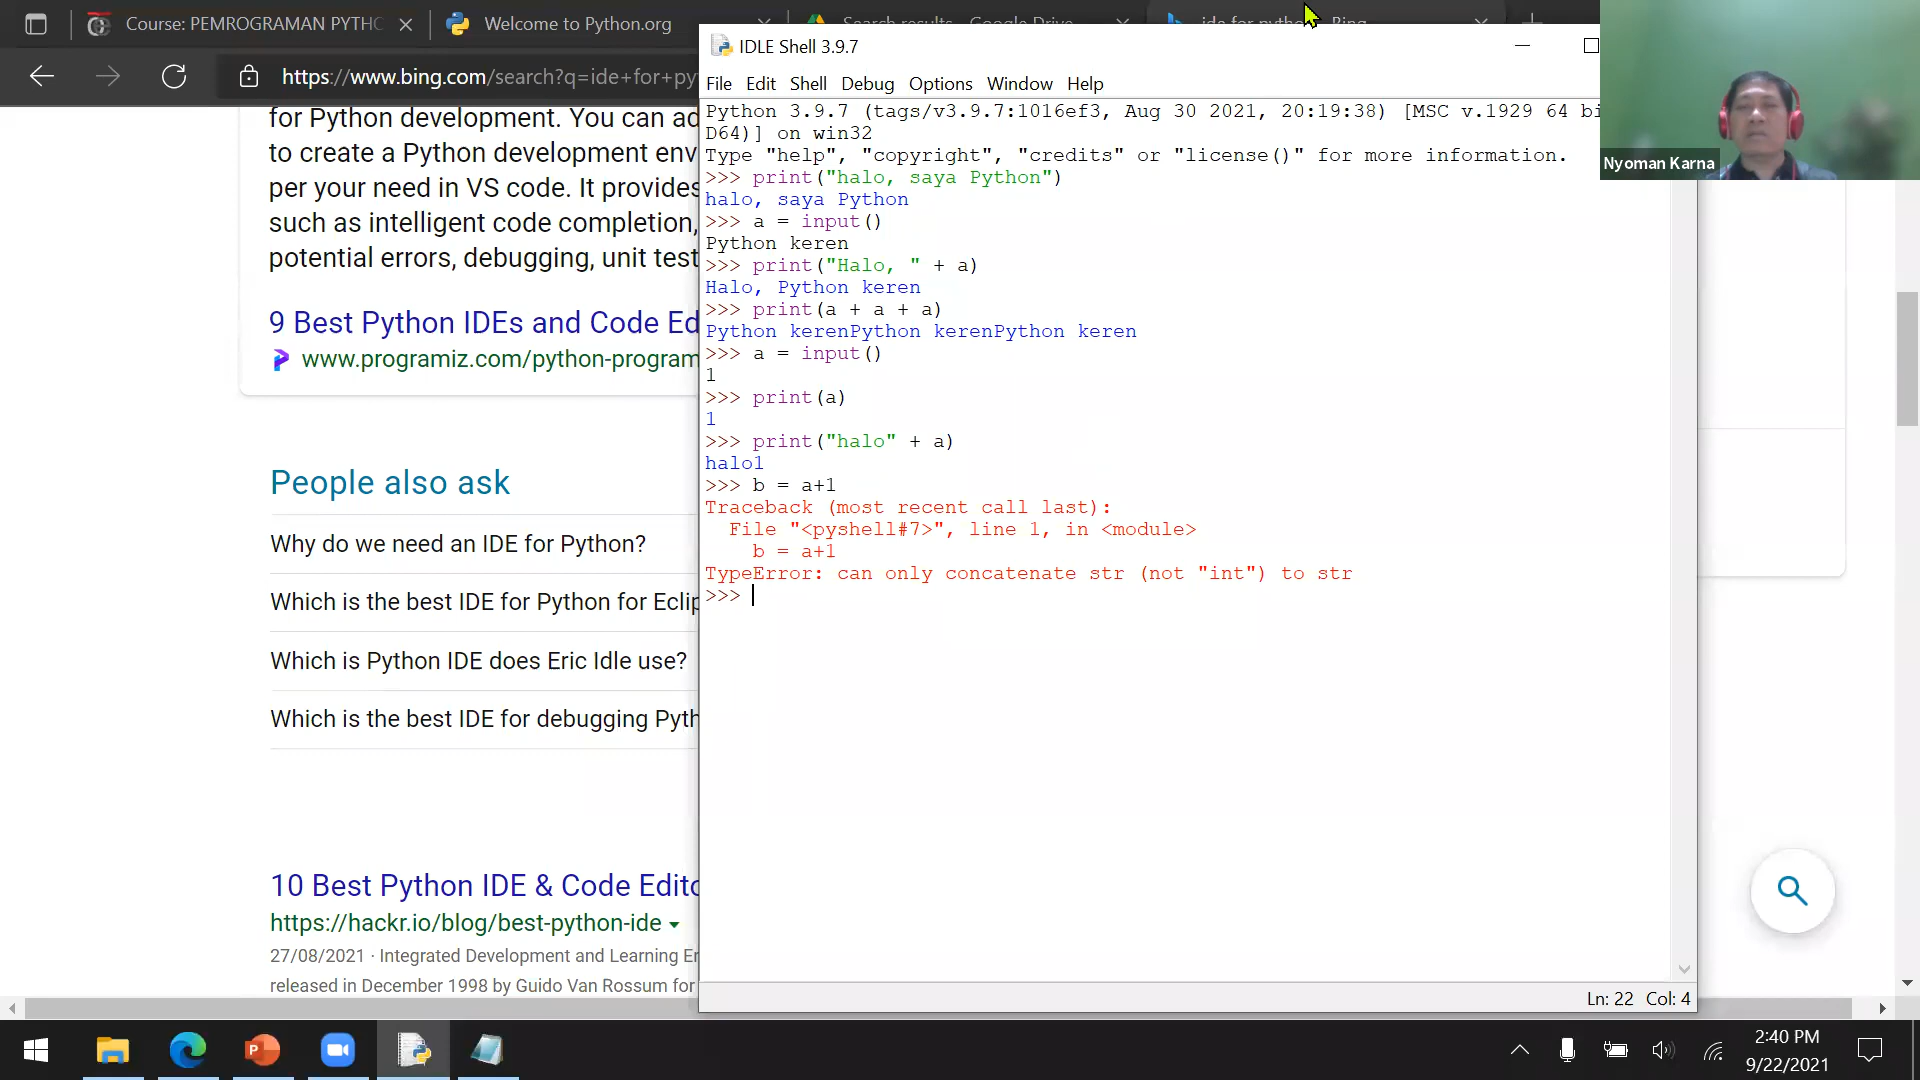 Course: PEMROGRAMAN PYTHC
Welcome to Python.org
Search results - Google Drive
ide for python - Bing
https://www.bing.com/search?q=ide+for+py
for Python development. You can ad
to create a Python development env
per your need in VS code. It provides
such as intelligent code completion,
potential errors, debugging, unit test
9 Best Python IDEs and Code Ed
www.programiz.com/python-program
People also ask
Why do we need an IDE for Python?
Which is the best IDE for Python for Eclip
Which is Python IDE does Eric Idle use?
Which is the best IDE for debugging Pyth
10 Best Python IDE & Code Edito
https://hackr.io/blog/best-python-ide
27/08/2021 · Integrated Development and Learning Er
released in December 1998 by Guido Van Rossum for
IDLE Shell 3.9.7
File Edit Shell Debug Options Window Help
Python 3.9.7 (tags/v3.9.7:1016ef3, Aug 30 2021, 20:19:38) [MSC v.1929 64 bi
D64)] on win32
Type "help", "copyright", "credits" or "license()" for more information.
>>> print("halo, saya Python")
halo, saya Python
>>> a = input()
Python keren
>>> print("Halo, " + a)
Halo, Python keren
>>> print(a + a + a)
Python kerenPython kerenPython keren
>>> a = input()
1
>>> print(a)
1
>>> print("halo" + a)
halo1
>>> b = a+1
Traceback (most recent call last):
  File "<pyshell#7>", line 1, in <module>
    b = a+1
TypeError: can only concatenate str (not "int") to str
>>>
Ln: 22 Col: 4
Nyoman Karna
2:40 PM
9/22/2021